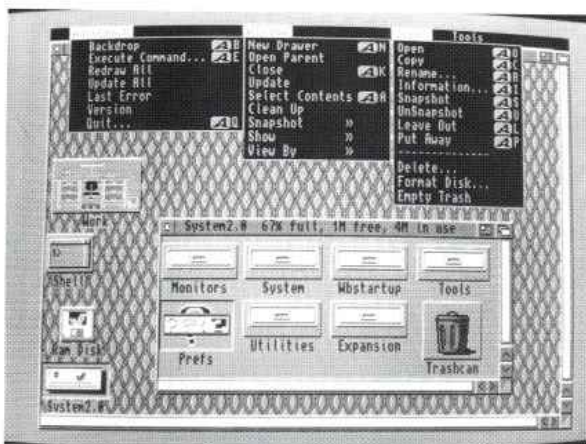 Tools
Backdrop B
Execute Command... E
Redraw All
Update All
Last Error
Version
Quit... Q
New Drawer N
Open Parent
Close K
Update
Select Contents A
Clean Up
Snapshot »
Show »
View By »
Open O
Copy C
Rename... R
Information... I
Snapshot S
UnSnapshot U
Leave Out L
Put Away P
Delete...
Format Disk...
Empty Trash
Work
Shell
Ram Disk
System2.0
System2.0 67% full, 1M free, 4M in use
Monitors System Wbstartup Tools
Prefs Utilities Expansion Trashcan